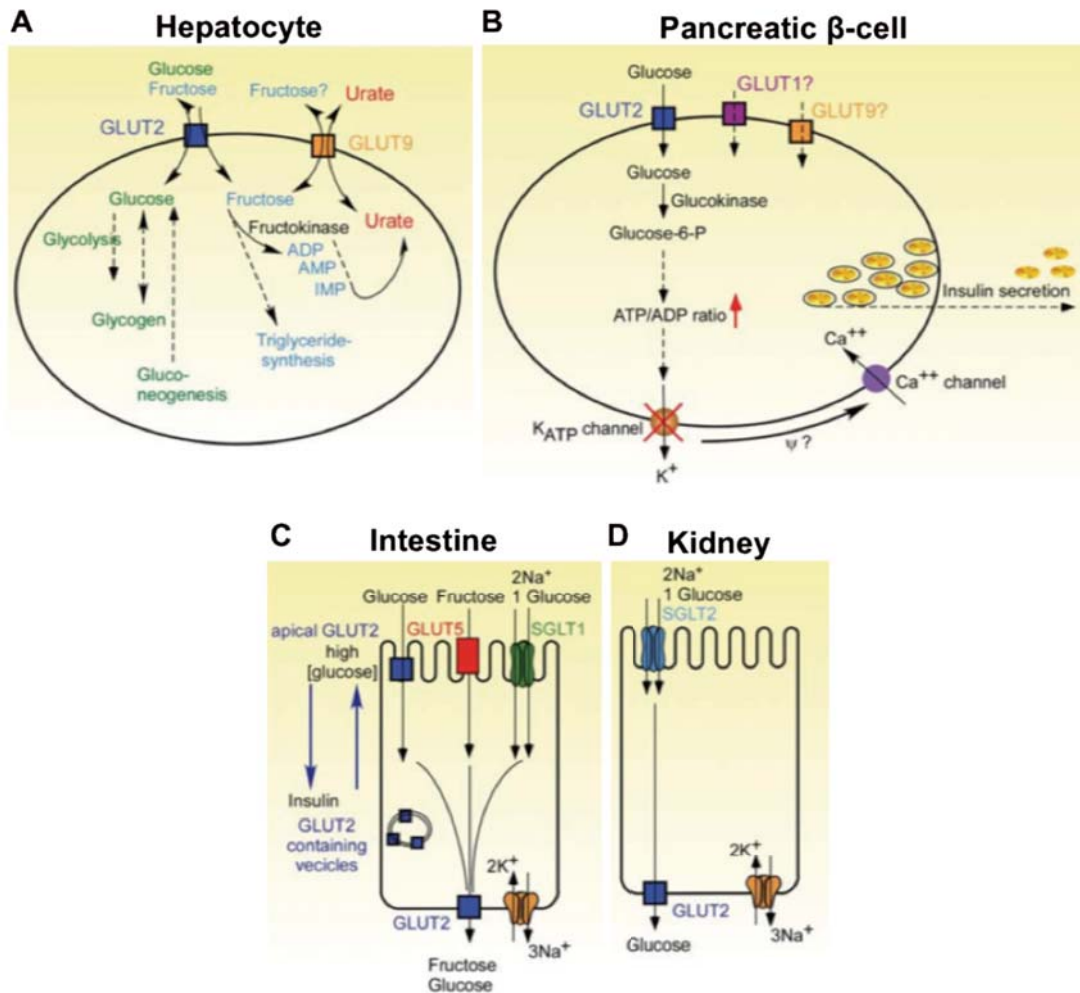 A
Hepatocyte
Glucose
Fructose
Fructose?
Urate
GLUT2
GLUT9
Glucose
Fructose
Urate
Glycolysis
Fructokinase
ADP
AMP
IMP
Glycogen
Triglyceride-
synthesis
Gluco-
neogenesis
B
Pancreatic β-cell
Glucose
GLUT1?
GLUT2
GLUT9?
Glucose
Glucokinase
Glucose-6-P
ATP/ADP ratio
Insulin secretion
Ca++
Ca++ channel
KATP channel
ψ ?
K+
C
Intestine
2Na+
Glucose Fructose 1 Glucose
apical GLUT2
GLUT5
SGLT1
high
[glucose]
Insulin
GLUT2
containing
vecicles
2K+
GLUT2
3Na+
Fructose
Glucose
D
Kidney
2Na+
1 Glucose
SGLT2
2K+
GLUT2
3Na+
Glucose